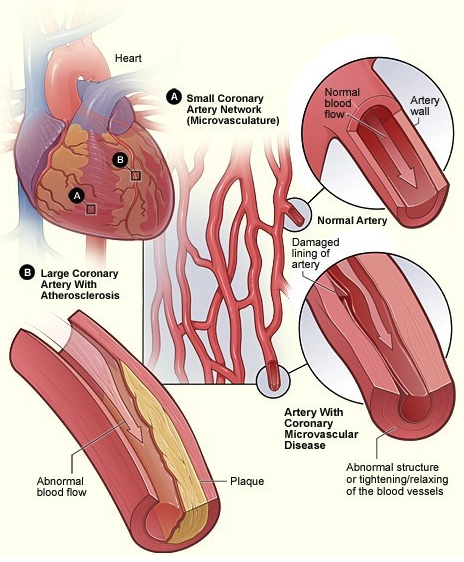 Heart
A
Small Coronary
Artery Network
(Microvasculature)
Normal
blood
flow
Artery
wall
B
A
Normal Artery
Damaged
lining of
artery
B
Large Coronary
Artery With
Atherosclerosis
Artery With
Coronary
Microvascular
Disease
Abnormal
blood flow
Plaque
Abnormal structure
or tightening/relaxing
of the blood vessels